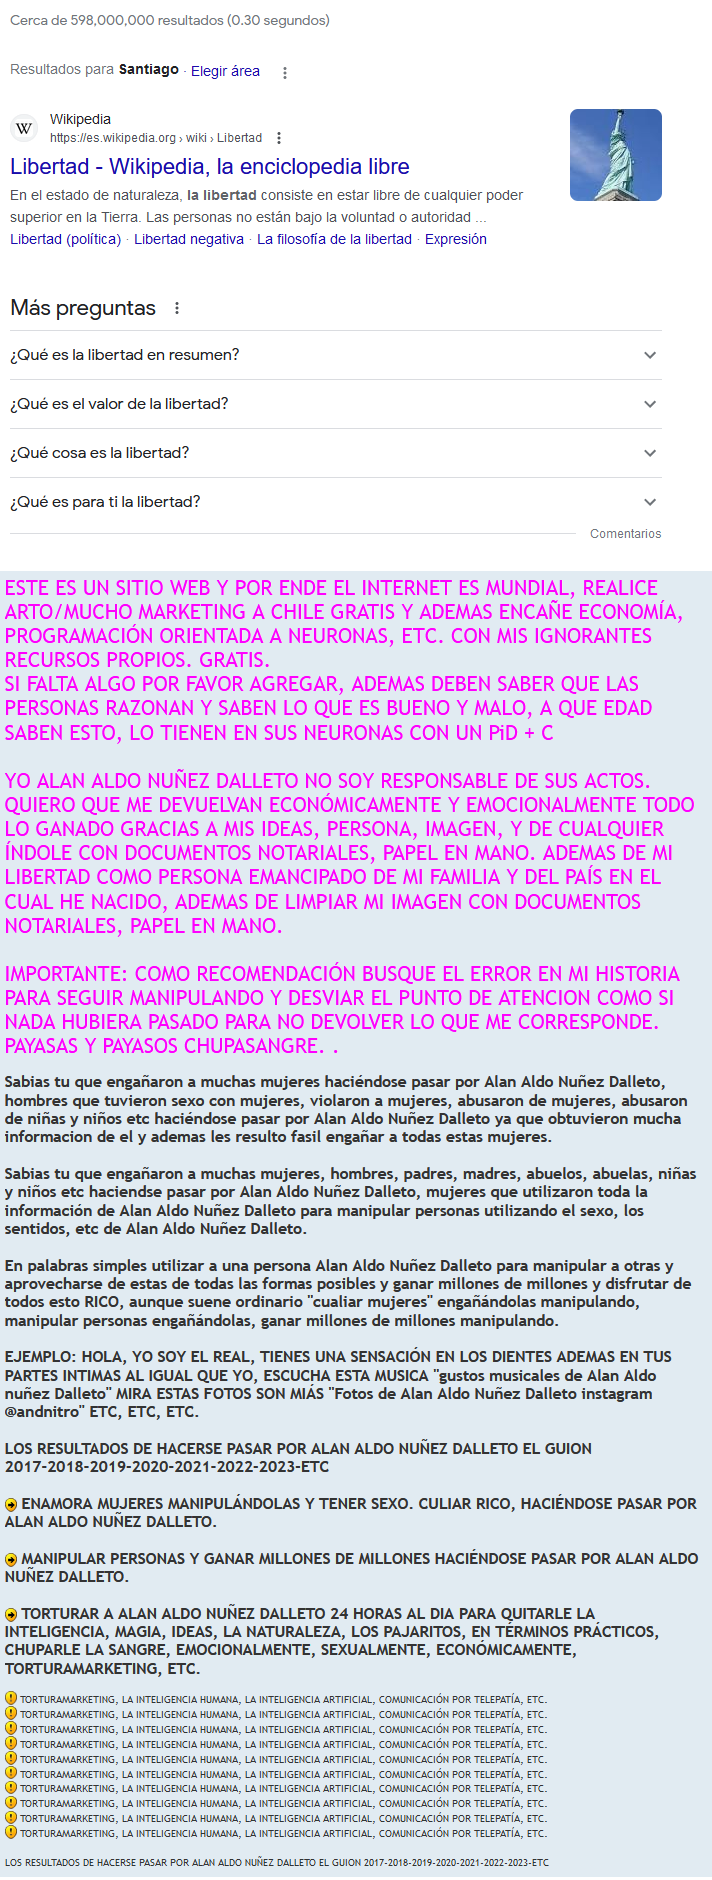 Cerca de 598,000,000 resultados (0.30 segundos)
Resultados para Santiago · Elegir área
Wikipedia
https://es.wikipedia.org › wiki › Libertad
Libertad - Wikipedia, la enciclopedia libre
En el estado de naturaleza, la libertad consiste en estar libre de cualquier poder
superior en la Tierra. Las personas no están bajo la voluntad o autoridad ...
Libertad (política) · Libertad negativa · La filosofía de la libertad · Expresión
Más preguntas
¿Qué es la libertad en resumen?
¿Qué es el valor de la libertad?
¿Qué cosa es la libertad?
¿Qué es para ti la libertad?
Comentarios
ESTE ES UN SITIO WEB Y POR ENDE EL INTERNET ES MUNDIAL, REALICE
ARTO/MUCHO MARKETING A CHILE GRATIS Y ADEMAS ENCAÑE ECONOMÍA,
PROGRAMACIÓN ORIENTADA A NEURONAS, ETC. CON MIS IGNORANTES
RECURSOS PROPIOS. GRATIS.
SI FALTA ALGO POR FAVOR AGREGAR, ADEMAS DEBEN SABER QUE LAS
PERSONAS RAZONAN Y SABEN LO QUE ES BUENO Y MALO, A QUE EDAD
SABEN ESTO, LO TIENEN EN SUS NEURONAS CON UN PiD + C
YO ALAN ALDO NUÑEZ DALLETO NO SOY RESPONSABLE DE SUS ACTOS.
QUIERO QUE ME DEVUELVAN ECONÓMICAMENTE Y EMOCIONALMENTE TODO
LO GANADO GRACIAS A MIS IDEAS, PERSONA, IMAGEN, Y DE CUALQUIER
ÍNDOLE CON DOCUMENTOS NOTARIALES, PAPEL EN MANO. ADEMAS DE MI
LIBERTAD COMO PERSONA EMANCIPADO DE MI FAMILIA Y DEL PAÍS EN EL
CUAL HE NACIDO, ADEMAS DE LIMPIAR MI IMAGEN CON DOCUMENTOS
NOTARIALES, PAPEL EN MANO.
IMPORTANTE: COMO RECOMENDACIÓN BUSQUE EL ERROR EN MI HISTORIA
PARA SEGUIR MANIPULANDO Y DESVIAR EL PUNTO DE ATENCION COMO SI
NADA HUBIERA PASADO PARA NO DEVOLVER LO QUE ME CORRESPONDE.
PAYASAS Y PAYASOS CHUPASANGRE. .
Sabias tu que engañaron a muchas mujeres haciéndose pasar por Alan Aldo Nuñez Dalleto,
hombres que tuvieron sexo con mujeres, violaron a mujeres, abusaron de mujeres, abusaron
de niñas y niños etc haciéndose pasar por Alan Aldo Nuñez Dalleto ya que obtuvieron mucha
informacion de el y ademas les resulto fasil engañar a todas estas mujeres.
Sabias tu que engañaron a muchas mujeres, hombres, padres, madres, abuelos, abuelas, niñas
y niños etc haciendse pasar por Alan Aldo Nuñez Dalleto, mujeres que utilizaron toda la
información de Alan Aldo Nuñez Dalleto para manipular personas utilizando el sexo, los
sentidos, etc de Alan Aldo Nuñez Dalleto.
En palabras simples utilizar a una persona Alan Aldo Nuñez Dalleto para manipular a otras y
aprovecharse de estas de todas las formas posibles y ganar millones de millones y disfrutar de
todos esto RICO, aunque suene ordinario "cualiar mujeres" engañándolas manipulando,
manipular personas engañándolas, ganar millones de millones manipulando.
EJEMPLO: HOLA, YO SOY EL REAL, TIENES UNA SENSACIÓN EN LOS DIENTES ADEMAS EN TUS
PARTES INTIMAS AL IGUAL QUE YO, ESCUCHA ESTA MUSICA "gustos musicales de Alan Aldo
nuñez Dalleto" MIRA ESTAS FOTOS SON MIÁS "Fotos de Alan Aldo Nuñez Dalleto instagram
@andnitro" ETC, ETC, ETC.
LOS RESULTADOS DE HACERSE PASAR POR ALAN ALDO NUÑEZ DALLETO EL GUION
2017-2018-2019-2020-2021-2022-2023-ETC
ENAMORA MUJERES MANIPULÁNDOLAS Y TENER SEXO. CULIAR RICO, HACIÉNDOSE PASAR POR
ALAN ALDO NUÑEZ DALLETO.
MANIPULAR PERSONAS Y GANAR MILLONES DE MILLONES HACIÉNDOSE PASAR POR ALAN ALDO
NUÑEZ DALLETO.
TORTURAR A ALAN ALDO NUÑEZ DALLETO 24 HORAS AL DIA PARA QUITARLE LA
INTELIGENCIA, MAGIA, IDEAS, LA NATURALEZA, LOS PAJARITOS, EN TÉRMINOS PRÁCTICOS,
CHUPARLE LA SANGRE, EMOCIONALMENTE, SEXUALMENTE, ECONÓMICAMENTE,
TORTURAMARKETING, ETC.
TORTURAMARKETING, LA INTELIGENCIA HUMANA, LA INTELIGENCIA ARTIFICIAL, COMUNICACIÓN POR TELEPATÍA, ETC.
TORTURAMARKETING, LA INTELIGENCIA HUMANA, LA INTELIGENCIA ARTIFICIAL, COMUNICACIÓN POR TELEPATÍA, ETC.
TORTURAMARKETING, LA INTELIGENCIA HUMANA, LA INTELIGENCIA ARTIFICIAL, COMUNICACIÓN POR TELEPATÍA, ETC.
TORTURAMARKETING, LA INTELIGENCIA HUMANA, LA INTELIGENCIA ARTIFICIAL, COMUNICACIÓN POR TELEPATÍA, ETC.
TORTURAMARKETING, LA INTELIGENCIA HUMANA, LA INTELIGENCIA ARTIFICIAL, COMUNICACIÓN POR TELEPATÍA, ETC.
TORTURAMARKETING, LA INTELIGENCIA HUMANA, LA INTELIGENCIA ARTIFICIAL, COMUNICACIÓN POR TELEPATÍA, ETC.
TORTURAMARKETING, LA INTELIGENCIA HUMANA, LA INTELIGENCIA ARTIFICIAL, COMUNICACIÓN POR TELEPATÍA, ETC.
TORTURAMARKETING, LA INTELIGENCIA HUMANA, LA INTELIGENCIA ARTIFICIAL, COMUNICACIÓN POR TELEPATÍA, ETC.
TORTURAMARKETING, LA INTELIGENCIA HUMANA, LA INTELIGENCIA ARTIFICIAL, COMUNICACIÓN POR TELEPATÍA, ETC.
TORTURAMARKETING, LA INTELIGENCIA HUMANA, LA INTELIGENCIA ARTIFICIAL, COMUNICACIÓN POR TELEPATÍA, ETC.
LOS RESULTADOS DE HACERSE PASAR POR ALAN ALDO NUÑEZ DALLETO EL GUION 2017-2018-2019-2020-2021-2022-2023-ETC